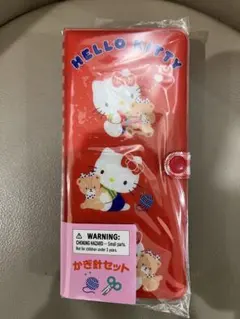 HELLO KITTY
WARNING:
CHOKING HAZARD – Small parts.
Not for children under 3 years.
かぎ針セット